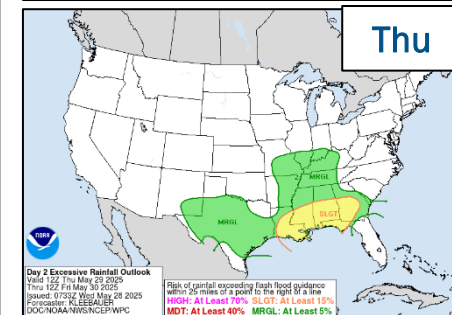 Thu
MRGL
SLGT
MRGL
NOAA
Day 2 Excessive Rainfall Outlook
Valid 12Z Thu May 29 2025
Thru 12Z Fri May 30 2025
Issued: 0733Z Wed May 28 2025
Forecaster: KLEEBAUER
DOC/NOAA/NWS/NCEP/WPC
Risk of rainfall exceeding flash flood guidance
within 25 miles of a point to the right of a line
HIGH: At Least 70% SLGT: At Least 15%
MDT: At Least 40% MRGL: At Least 5%